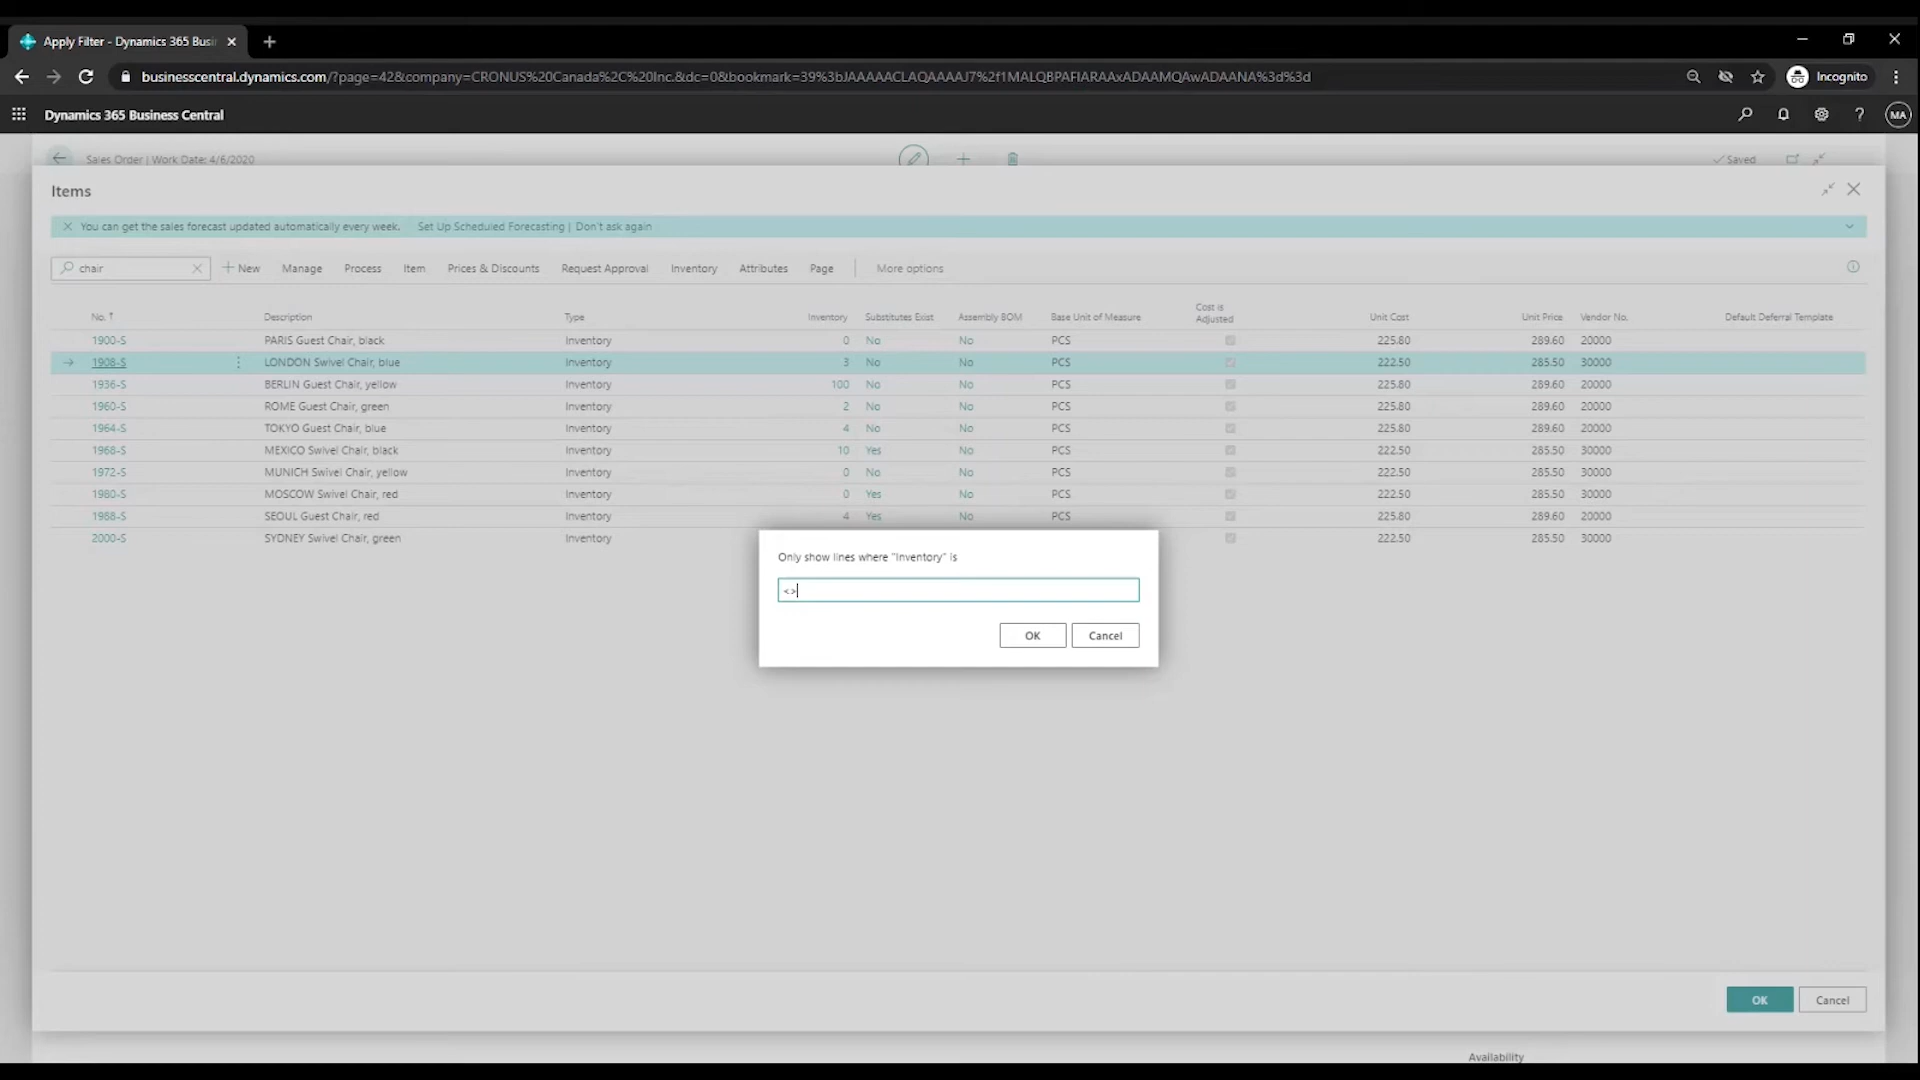 Apply Filter - Dynamics 365 Busi
businesscentral.dynamics.com/?page=42&company=CRONUS%20Canada%2C%20Inc.&dc=0&bookmark=39%3bJAAAAACLAQAAAAJ7%2f1MALQBPAFIARAAxADAAMQAwADAANA%3d%3d
Incognito
Dynamics 365 Business Central
? MA
Sales Order | Work Date: 4/6/2020
Saved
Items
You can get the sales forecast updated automatically every week. Set Up Scheduled Forecasting | Don't ask again
chair + New Manage Process Item Prices & Discounts Request Approval Inventory Attributes Page More options
No. ↑ Description Type Inventory Substitutes Exist Assembly BOM Base Unit of Measure Cost is Adjusted Unit Cost Unit Price Vendor No. Default Deferral Template
1900-S PARIS Guest Chair, black Inventory 0 No No PCS 225.80 289.60 20000
1908-S LONDON Swivel Chair, blue Inventory 3 No No PCS 222.50 285.50 30000
1936-S BERLIN Guest Chair, yellow Inventory 100 No No PCS 225.80 289.60 20000
1960-S ROME Guest Chair, green Inventory 2 No No PCS 225.80 289.60 20000
1964-S TOKYO Guest Chair, blue Inventory 4 No No PCS 225.80 289.60 20000
1968-S MEXICO Swivel Chair, black Inventory 10 Yes No PCS 222.50 285.50 30000
1972-S MUNICH Swivel Chair, yellow Inventory 0 No No PCS 222.50 285.50 30000
1980-S MOSCOW Swivel Chair, red Inventory 0 Yes No PCS 222.50 285.50 30000
1988-S SEOUL Guest Chair, red Inventory 4 Yes No PCS 225.80 289.60 20000
2000-S SYDNEY Swivel Chair, green Inventory 222.50 285.50 30000
Only show lines where "Inventory" is
<>
OK Cancel
OK Cancel
Availability